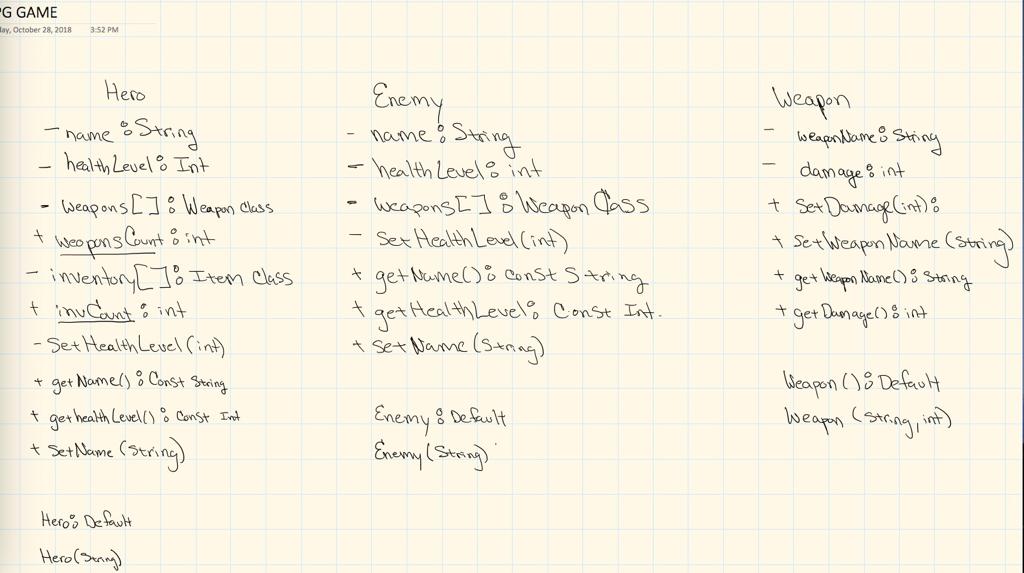 PG GAME
day, October 28, 2018 3:52 PM
Hero
- name : String
- healthLevel : Int
- weapons[] : Weapon Class
+ weaponsCount : int
- inventory[] : Item Class
+ invCount : int
- SetHealthLevel(int)
+ getName() : Const String
+ gethealthLevel() : Const Int
+ SetName (String)
Hero : Default
Hero(String)
Enemy
- name : String
- healthLevel : int
- weapons[] : Weapon Class
- SetHealthLevel(int)
+ getName() : Const String
+ getHealthLevel : Const Int.
+ setName(String)
Enemy : Default
Enemy(String)
Weapon
- weaponName : String
- damage : int
+ SetDamage(int) :
+ SetWeaponName (String)
+ getWeaponName() : String
+ getDamage() : int
Weapon () : Default
Weapon (String, int)